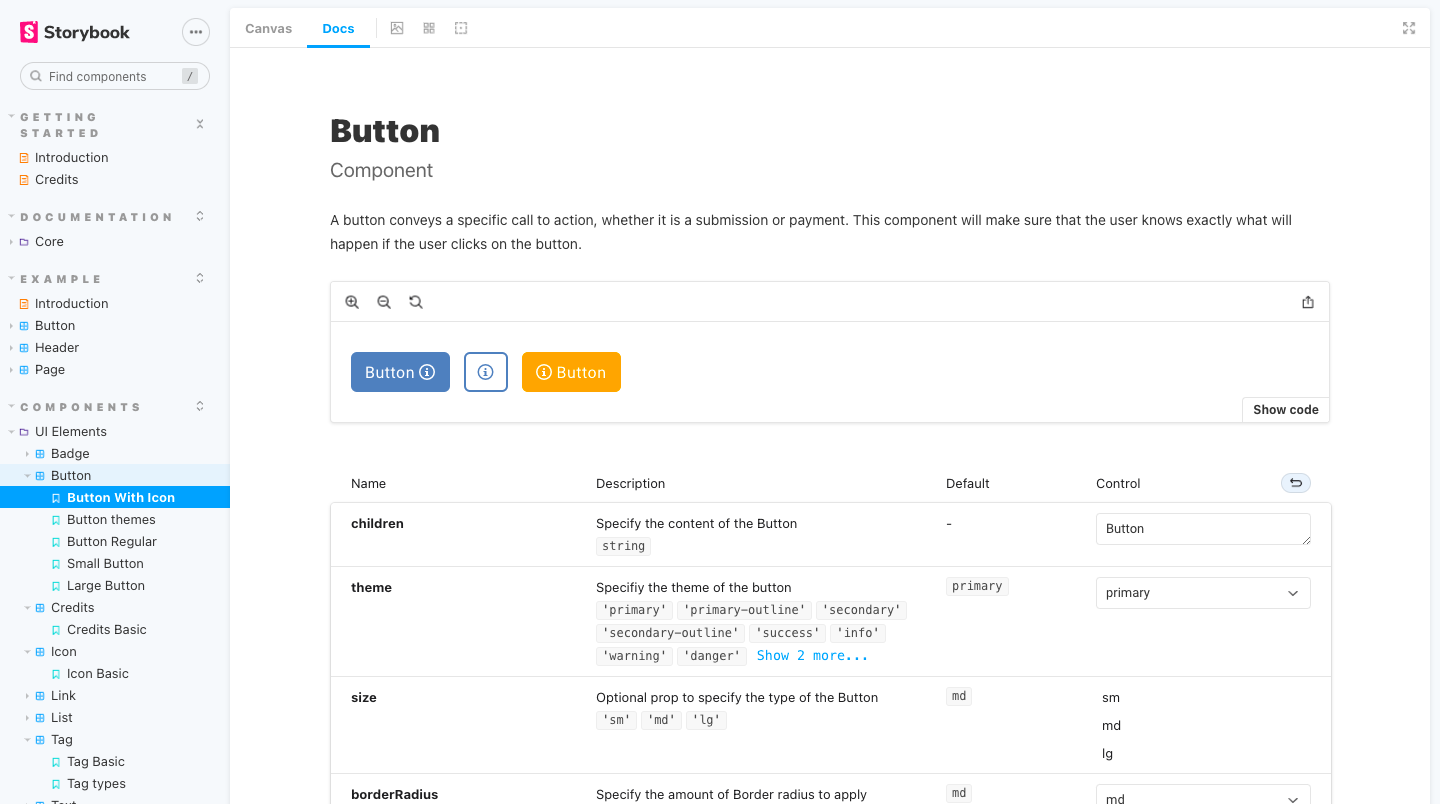 Storybook
Find components
/
GETTING
STARTED
Introduction
Credits
DOCUMENTATION
Core
EXAMPLE
Introduction
Button
Header
Page
COMPONENTS
UI Elements
Badge
Button
Button With Icon
Button themes
Button Regular
Small Button
Large Button
Credits
Credits Basic
Icon
Icon Basic
Link
List
Tag
Tag Basic
Tag types
Text
Canvas Docs
Button
Component
A button conveys a specific call to action, whether it is a submission or payment. This component will make sure that the user knows exactly what will
happen if the user clicks on the button.
Button Button
Show code
Name Description Default Control
children Specify the content of the Button - Button
string
theme Specifiy the theme of the button primary primary
'primary' 'primary-outline' 'secondary'
'secondary-outline' 'success' 'info'
'warning' 'danger' Show 2 more...
size Optional prop to specify the type of the Button md sm
'sm' 'md' 'lg' md
lg
borderRadius Specify the amount of Border radius to apply md md